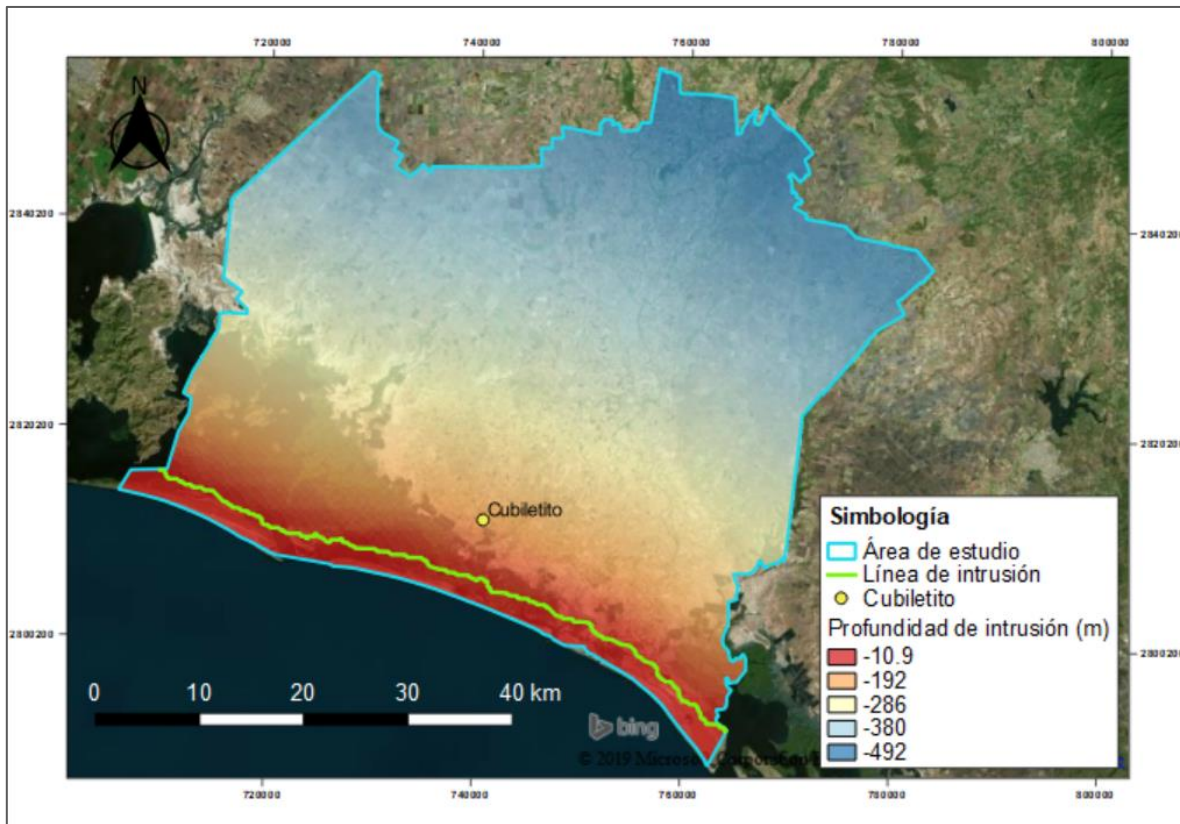 720000 740000 760000 780000 800000
N
2840200
2840200
2820200
2820200
Cubiletito
2800200
2800200
Simbología
Área de estudio
Línea de intrusión
Cubiletito
Profundidad de intrusión (m)
-10.9
-192
-286
-380
-492
0 10 20 30 40 km
bing
© 2019 Microsoft Corporation
720000 740000 760000 780000 800000